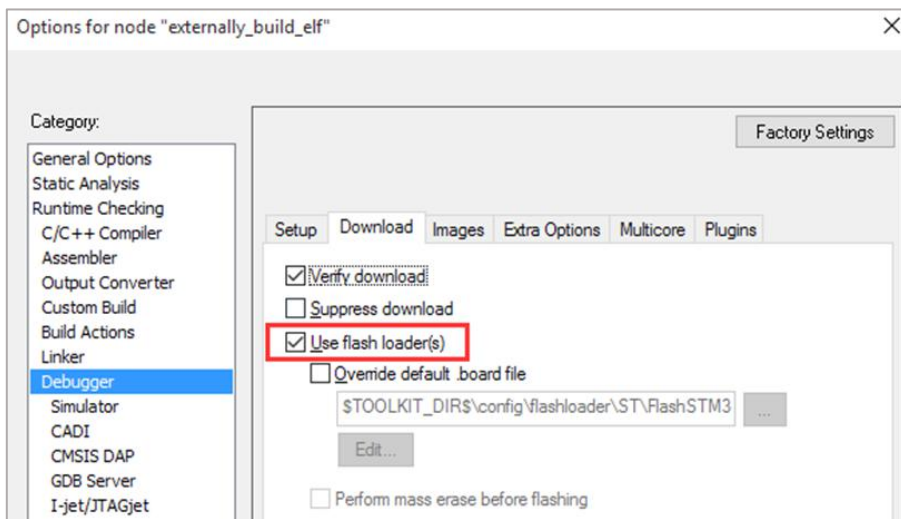 Options for node "externally_build_elf"
Category:
Factory Settings
General Options
Static Analysis
Runtime Checking
C/C++ Compiler
Assembler
Output Converter
Custom Build
Build Actions
Linker
Debugger
Simulator
CADI
CMSIS DAP
GDB Server
I-jet/JTAGjet
Setup Download Images Extra Options Multicore Plugins
Verify download
Suppress download
Use flash loader(s)
Override default .board file
$TOOLKIT_DIR$\config\flashloader\ST\FlashSTM3 ...
Edit...
Perform mass erase before flashing